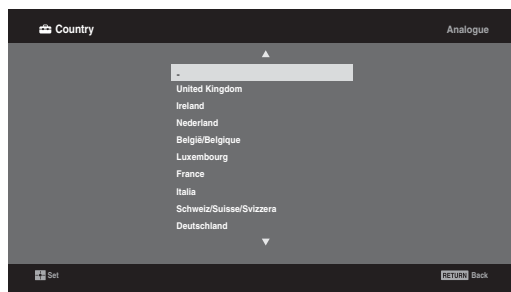 Country
Analogue
-
United Kingdom
Ireland
Nederland
België/Belgique
Luxembourg
France
Italia
Schweiz/Suisse/Svizzera
Deutschland
Set
RETURN Back